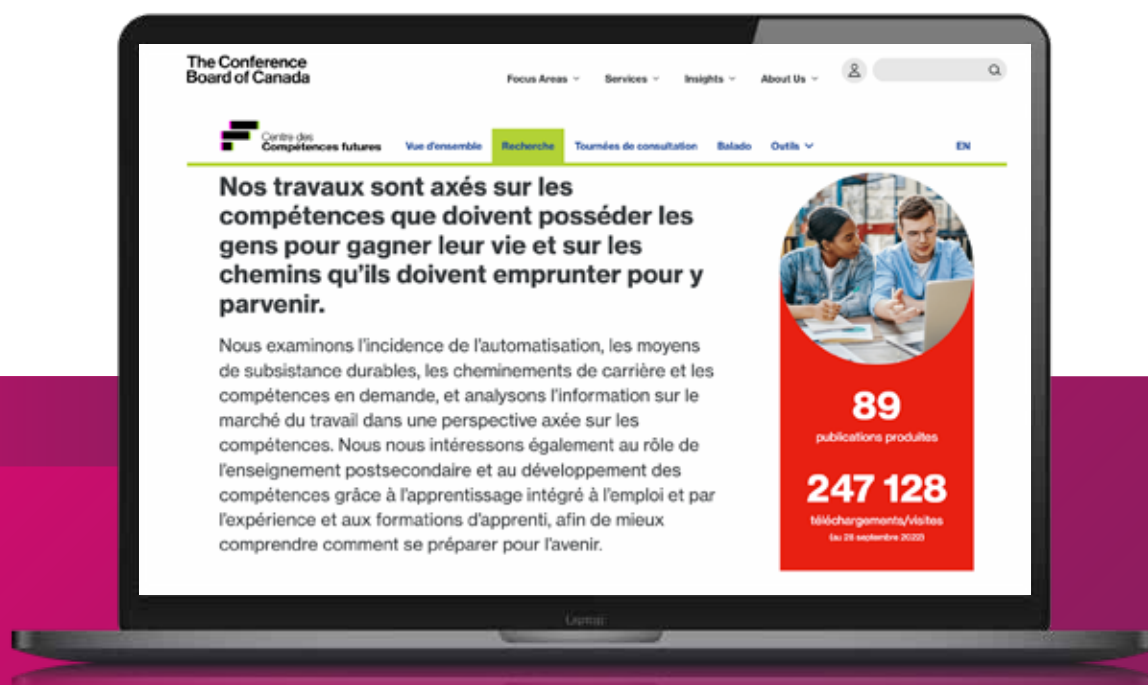 The Conference
Board of Canada
Focus Areas
Services
Insights
About Us
Centre des
Compétences futures
Vue d'ensemble
Recherche
Tournées de consultation
Balado
Outils
EN
Nos travaux sont axés sur les
compétences que doivent posséder les
gens pour gagner leur vie et sur les
chemins qu'ils doivent emprunter pour y
parvenir.
Nous examinons l'incidence de l'automatisation, les moyens
de subsistance durables, les cheminements de carrière et les
compétences en demande, et analysons l'information sur le
marché du travail dans une perspective axée sur les
compétences. Nous nous intéressons également au rôle de
l'enseignement postsecondaire et au développement des
compétences grâce à l'apprentissage intégré à l'emploi et par
l'expérience et aux formations d'apprenti, afin de mieux
comprendre comment se préparer pour l'avenir.
89
publications produites
247 128
téléchargements/visites
(au 28 septembre 2022)
Laptop